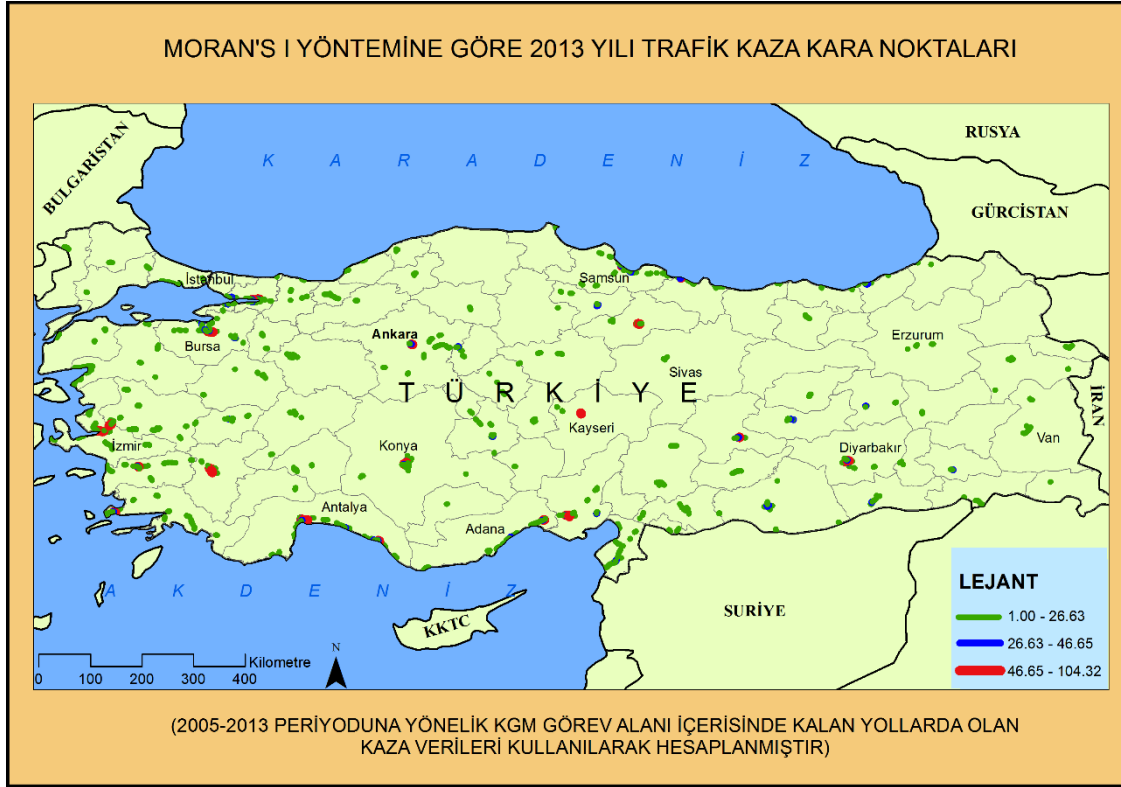 MORAN'S I YÖNTEMİNE GÖRE 2013 YILI TRAFİK KAZA KARA NOKTALARI
BULGARİSTAN
RUSYA
K A R A D E N İ Z
GÜRCİSTAN
İstanbul
Samsun
Bursa
Ankara
Erzurum
Sivas
TÜRKİYE
İRAN
Kayseri
İzmir
Konya
Diyarbakır
Van
Antalya
Adana
A K D E N İ Z
KKTC
SURİYE
LEJANT
1.00 - 26.63
26.63 - 46.65
46.65 - 104.32
N
Kilometre
0 100 200 300 400
(2005-2013 PERİYODUNA YÖNELİK KGM GÖREV ALANI İÇERİSİNDE KALAN YOLLARDA OLAN
KAZA VERİLERİ KULLANILARAK HESAPLANMIŞTIR)